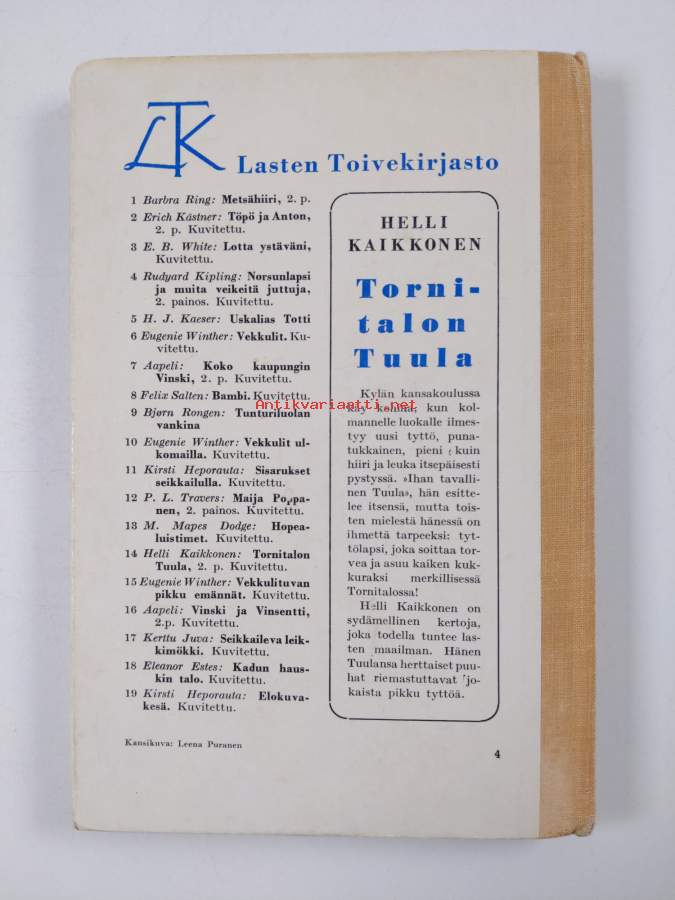 LTK Lasten Toivekirjasto
1 Barbra Ring: Metsähiiri, 2. p.
2 Erich Kästner: Töpö ja Anton,
2. p. Kuvitettu.
3 E. B. White: Lotta ystäväni,
Kuvitettu.
4 Rudyard Kipling: Norsunlapsi
ja muita veikeitä juttuja,
2. painos. Kuvitettu.
5 H. J. Kaeser: Uskalias Totti
6 Eugenie Winther: Vekkulit. Ku-
vitettu.
7 Aapeli: Koko kaupungin
Vinski, 2. p. Kuvitettu.
8 Felix Salten: Bambi. Kuvitettu.
9 Bjørn Rongen: Tunturiluolan
vankina
10 Eugenie Winther: Vekkulit ul-
komailla. Kuvitettu.
11 Kirsti Heporauta: Sisarukset
seikkailulla. Kuvitettu.
12 P. L. Travers: Maija Poppa-
nen, 2. painos. Kuvitettu.
13 M. Mapes Dodge: Hopea-
luistimet. Kuvitettu.
14 Helli Kaikkonen: Tornitalon
Tuula, 2. p. Kuvitettu.
15 Eugenie Winther: Vekkulituvan
pikku emännät. Kuvitettu.
16 Aapeli: Vinski ja Vinsentti,
2.p. Kuvitettu.
17 Kerttu Juva: Seikkaileva leik-
kimökki. Kuvitettu.
18 Eleanor Estes: Kadun haus-
kin talo. Kuvitettu.
19 Kirsti Heporauta: Elokuva-
kesä. Kuvitettu.
Kansikuva: Leena Puranen
HELLI
KAIKKONEN
Torni-
talon
Tuula
Kylän kansakoulussa
käy kohina, kun kol-
mannelle luokalle ilmes-
tyy uusi tyttö, puna-
tukkainen, pieni kuin
hiiri ja leuka itsepäisesti
pystyssä. »Ihan tavalli-
nen Tuula», hän esitte-
lee itsensä, mutta tois-
ten mielestä hänessä on
ihmettä tarpeeksi: tyt-
tölapsi, joka soittaa tor-
vea ja asuu kaiken kuk-
kuraksi merkillisessä
Tornitalossa!
Helli Kaikkonen on
sydämellinen kertoja,
joka todella tuntee las-
ten maailman. Hänen
Tuulansa herttaiset puu-
hat riemastuttavat jo-
kaista pikku tyttöä.
4
Antikvariaatti.net